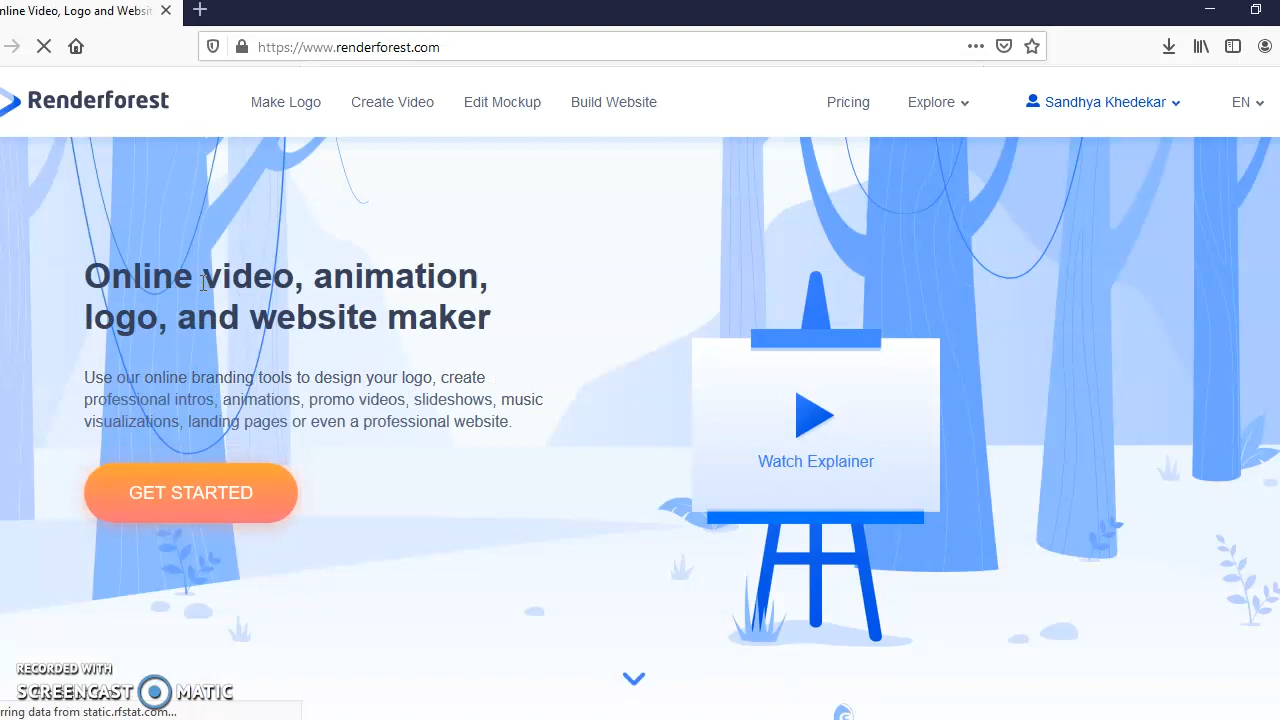 nline Video, Logo and Websit
https://www.renderforest.com
Renderforest
Make Logo
Create Video
Edit Mockup
Build Website
Pricing
Explore
Sandhya Khedekar
EN
Online video, animation,
logo, and website maker
Use our online branding tools to design your logo, create
professional intros, animations, promo videos, slideshows, music
visualizations, landing pages or even a professional website.
GET STARTED
Watch Explainer
RECORDED WITH
SCREENCAST MATIC
rring data from static.rfstat.com...